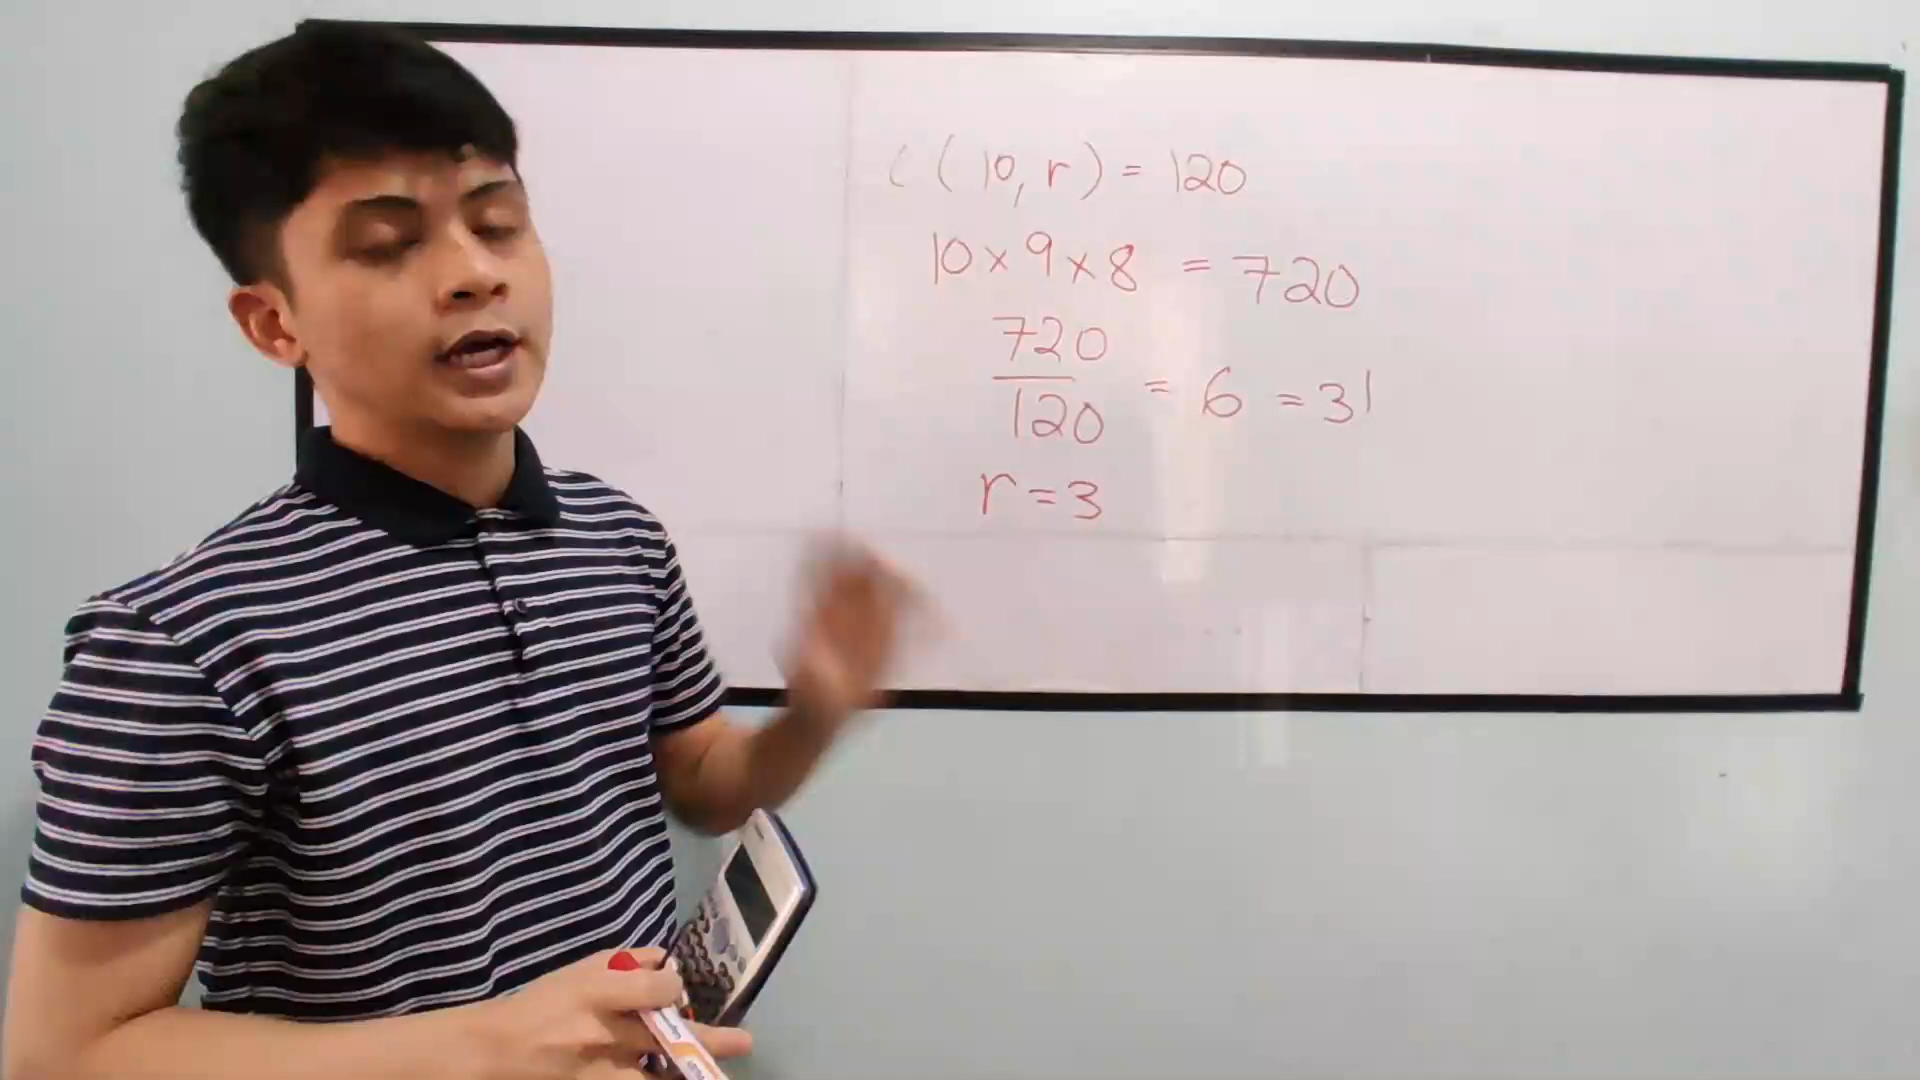 C(10, r) = 120
10 x 9 x 8 = 720
720
120
= 6 = 3!
r = 3